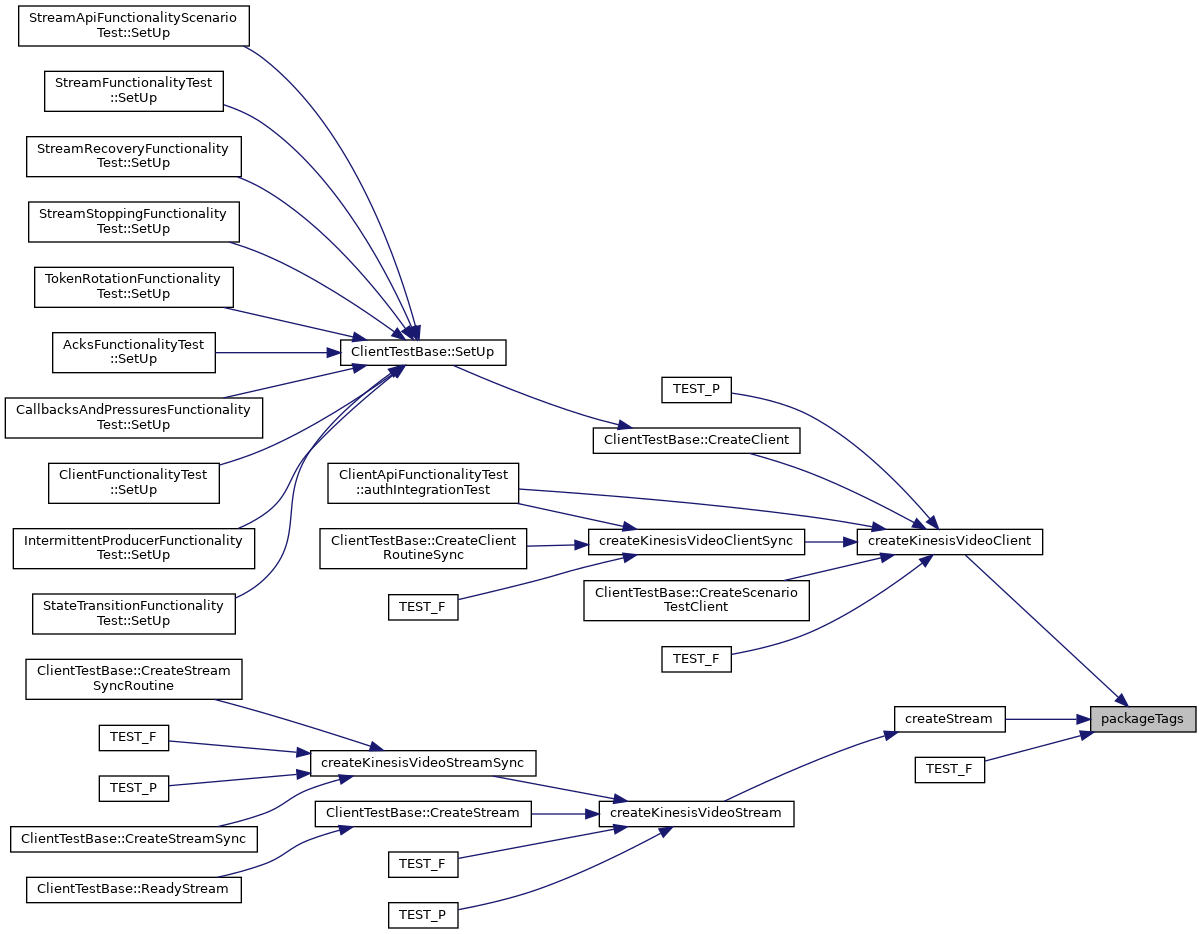 StreamApiFunctionalityScenario
Test::SetUp
StreamFunctionalityTest
::SetUp
StreamRecoveryFunctionality
Test::SetUp
StreamStoppingFunctionality
Test::SetUp
TokenRotationFunctionality
Test::SetUp
AcksFunctionalityTest
::SetUp
ClientTestBase::SetUp
CallbacksAndPressuresFunctionality
Test::SetUp
ClientFunctionalityTest
::SetUp
IntermittentProducerFunctionality
Test::SetUp
StateTransitionFunctionality
Test::SetUp
TEST_P
ClientTestBase::CreateClient
ClientApiFunctionalityTest
::authIntegrationTest
ClientTestBase::CreateClient
RoutineSync
createKinesisVideoClientSync
createKinesisVideoClient
ClientTestBase::CreateScenario
TestClient
TEST_F
TEST_F
ClientTestBase::CreateStream
SyncRoutine
TEST_F
TEST_P
createKinesisVideoStreamSync
createStream
packageTags
TEST_F
ClientTestBase::CreateStreamSync
ClientTestBase::CreateStream
createKinesisVideoStream
ClientTestBase::ReadyStream
TEST_F
TEST_P